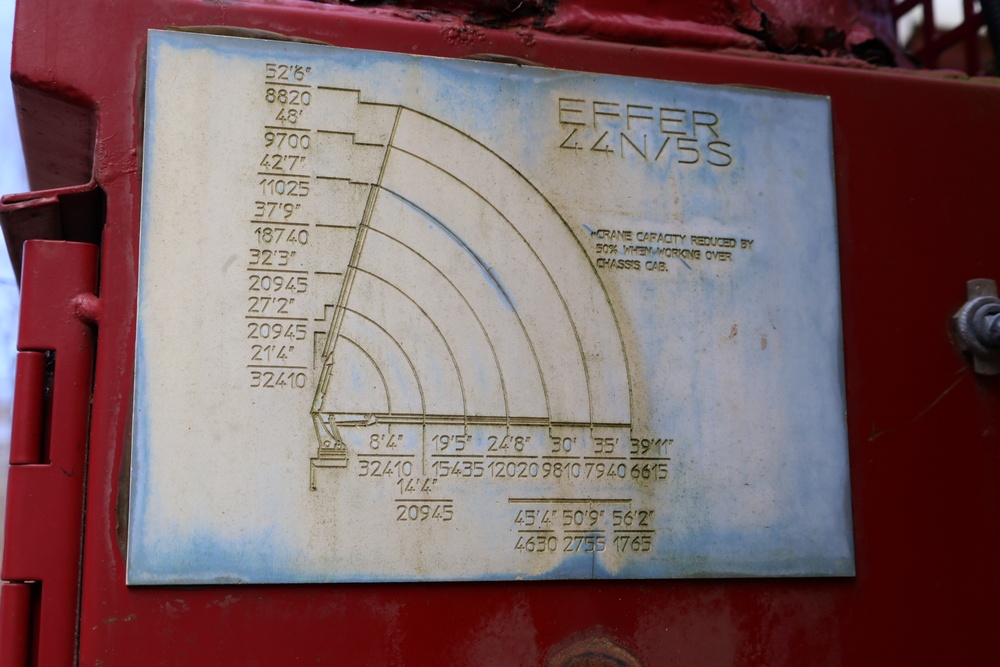 52'6"
8820
48'
9700
42'7"
11025
37'9"
18740
32'3"
20945
27'2"
20945
21'4"
32410
EFFER
44N/5S
CRANE CAPACITY REDUCED BY
50% WHEN WORKING OVER
CHASSIS CAB.
8'4" 19'5" 24'8" 30' 35' 39'11"
32410 15435 12020 9810 7940 6615
14'4"
20945
45'4" 50'9" 56'2"
4630 2755 1765